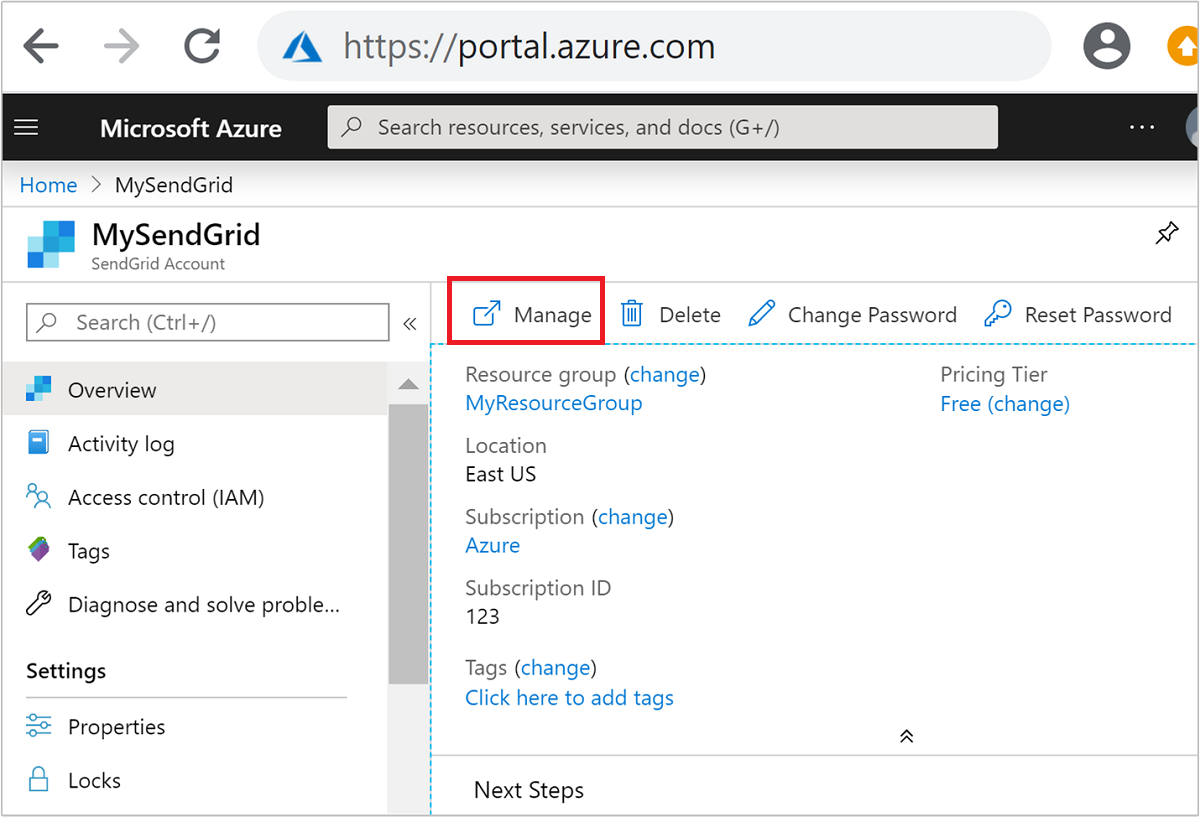 https://portal.azure.com
Microsoft Azure
Search resources, services, and docs (G+/)
Home > MySendGrid
MySendGrid
SendGrid Account
Search (Ctrl+/)
«
Overview
Activity log
Access control (IAM)
Tags
Diagnose and solve proble...
Settings
Properties
Locks
Manage Delete Change Password Reset Password
Resource group (change)
MyResourceGroup
Location
East US
Subscription (change)
Azure
Subscription ID
123
Tags (change)
Click here to add tags
Pricing Tier
Free (change)
Next Steps